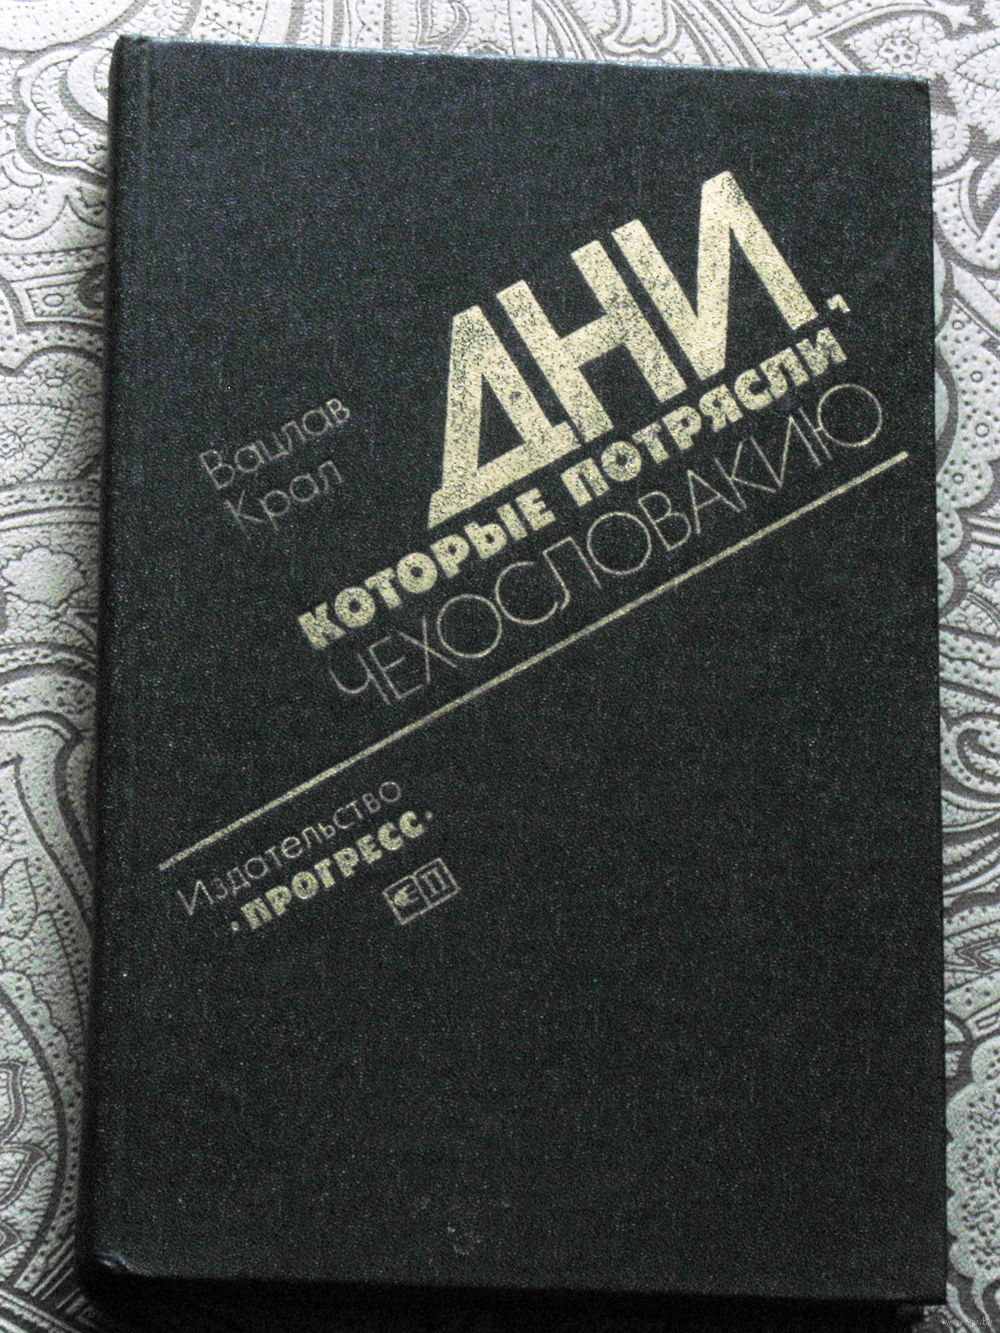 Вацлав
Крал
ДНИ,
КОТОРЫЕ ПОТРЯСЛИ
ЧЕХОСЛОВАКИЮ
Издательство
·ПРОГРЕСС·